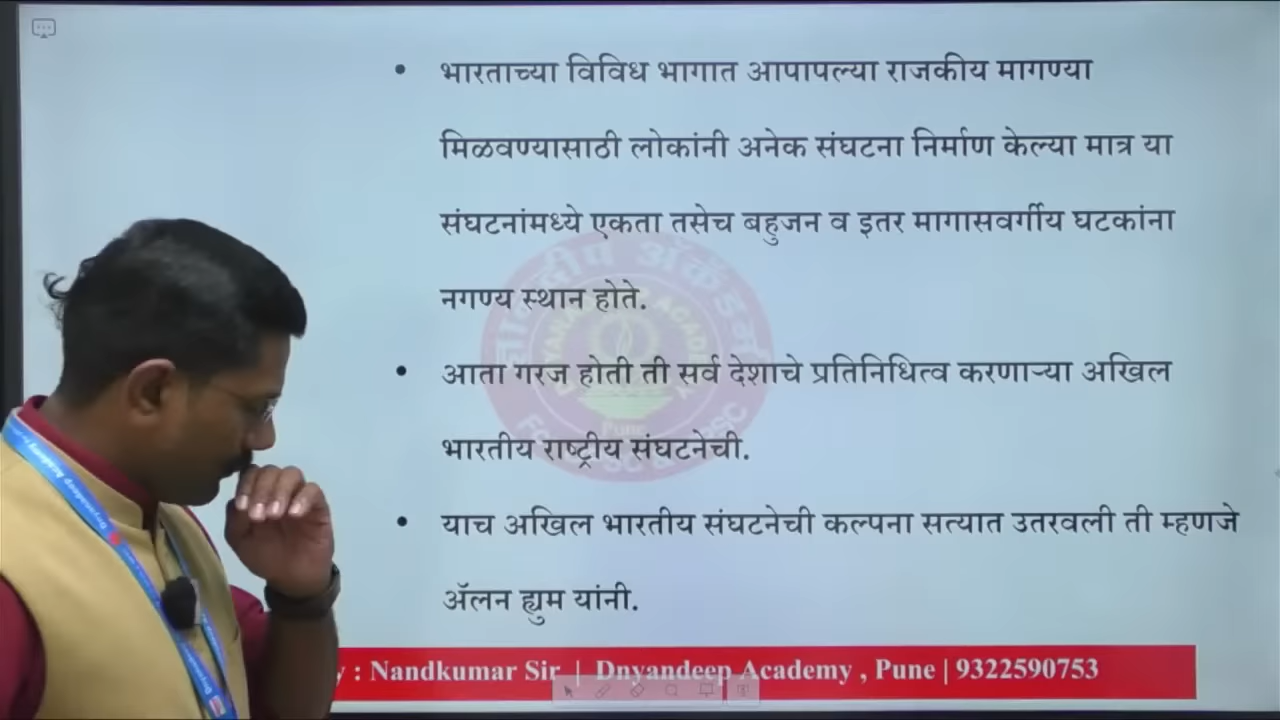 • भारताच्या विविध भागात आपापल्या राजकीय मागण्या
मिळवण्यासाठी लोकांनी अनेक संघटना निर्माण केल्या मात्र या
संघटनांमध्ये एकता तसेच बहुजन व इतर मागासवर्गीय घटकांना
नगण्य स्थान होते.
• आता गरज होती ती सर्व देशाचे प्रतिनिधित्व करणाऱ्या अखिल
भारतीय राष्ट्रीय संघटनेची.
• याच अखिल भारतीय संघटनेची कल्पना सत्यात उतरवली ती म्हणजे
ॲलन ह्युम यांनी.
: Nandkumar Sir | Dnyandeep Academy , Pune | 9322590753